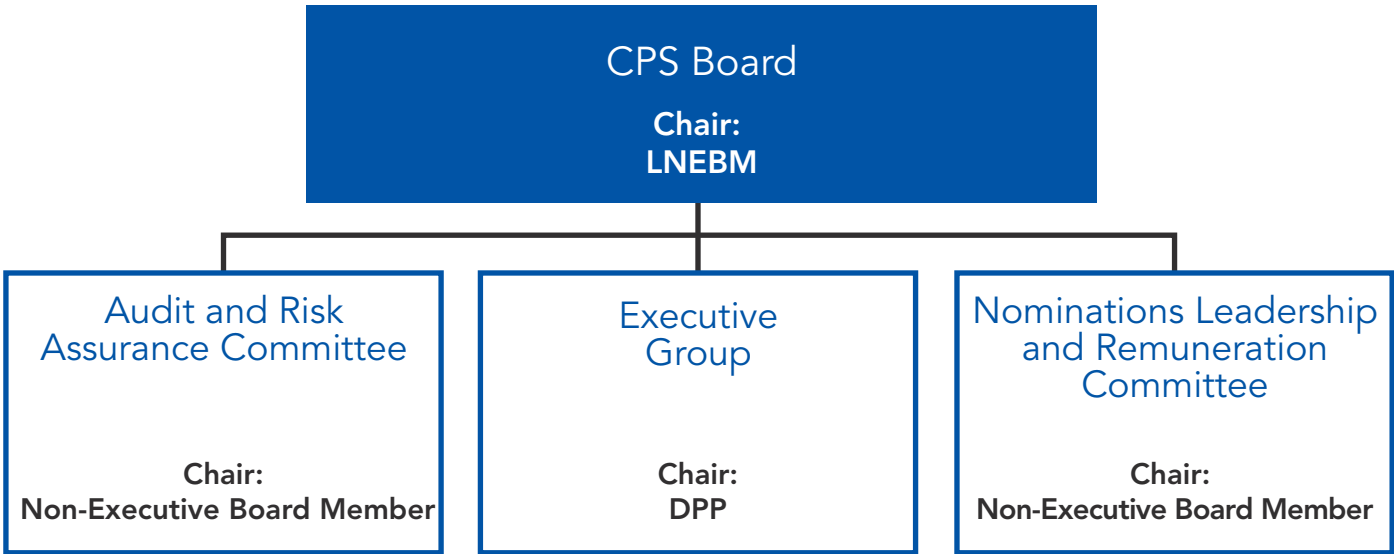 CPS Board
Chair:
LNEBM
Audit and Risk
Assurance Committee
Chair:
Non-Executive Board Member
Executive
Group
Chair:
DPP
Nominations Leadership
and Remuneration
Committee
Chair:
Non-Executive Board Member